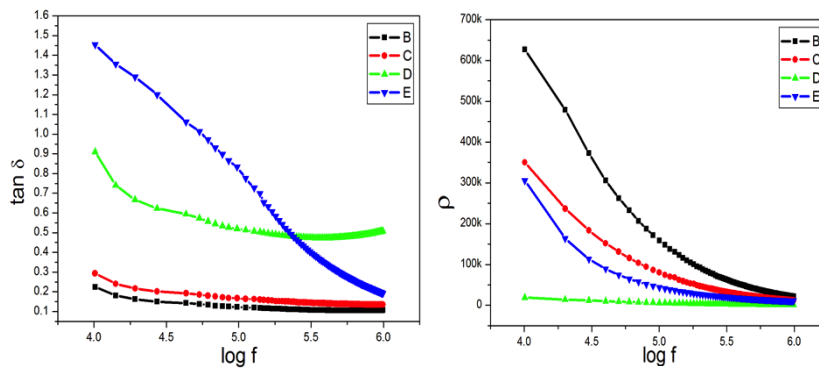 1.6
1.5
1.4
1.3
1.2
1.1
1.0
0.9
0.8
0.7
0.6
0.5
0.4
0.3
0.2
0.1
tan δ
4.0 4.5 5.0 5.5 6.0
log f
B
C
D
E
700k
600k
500k
400k
300k
200k
100k
0
ρ
4.0 4.5 5.0 5.5 6.0
log f
B
C
D
E